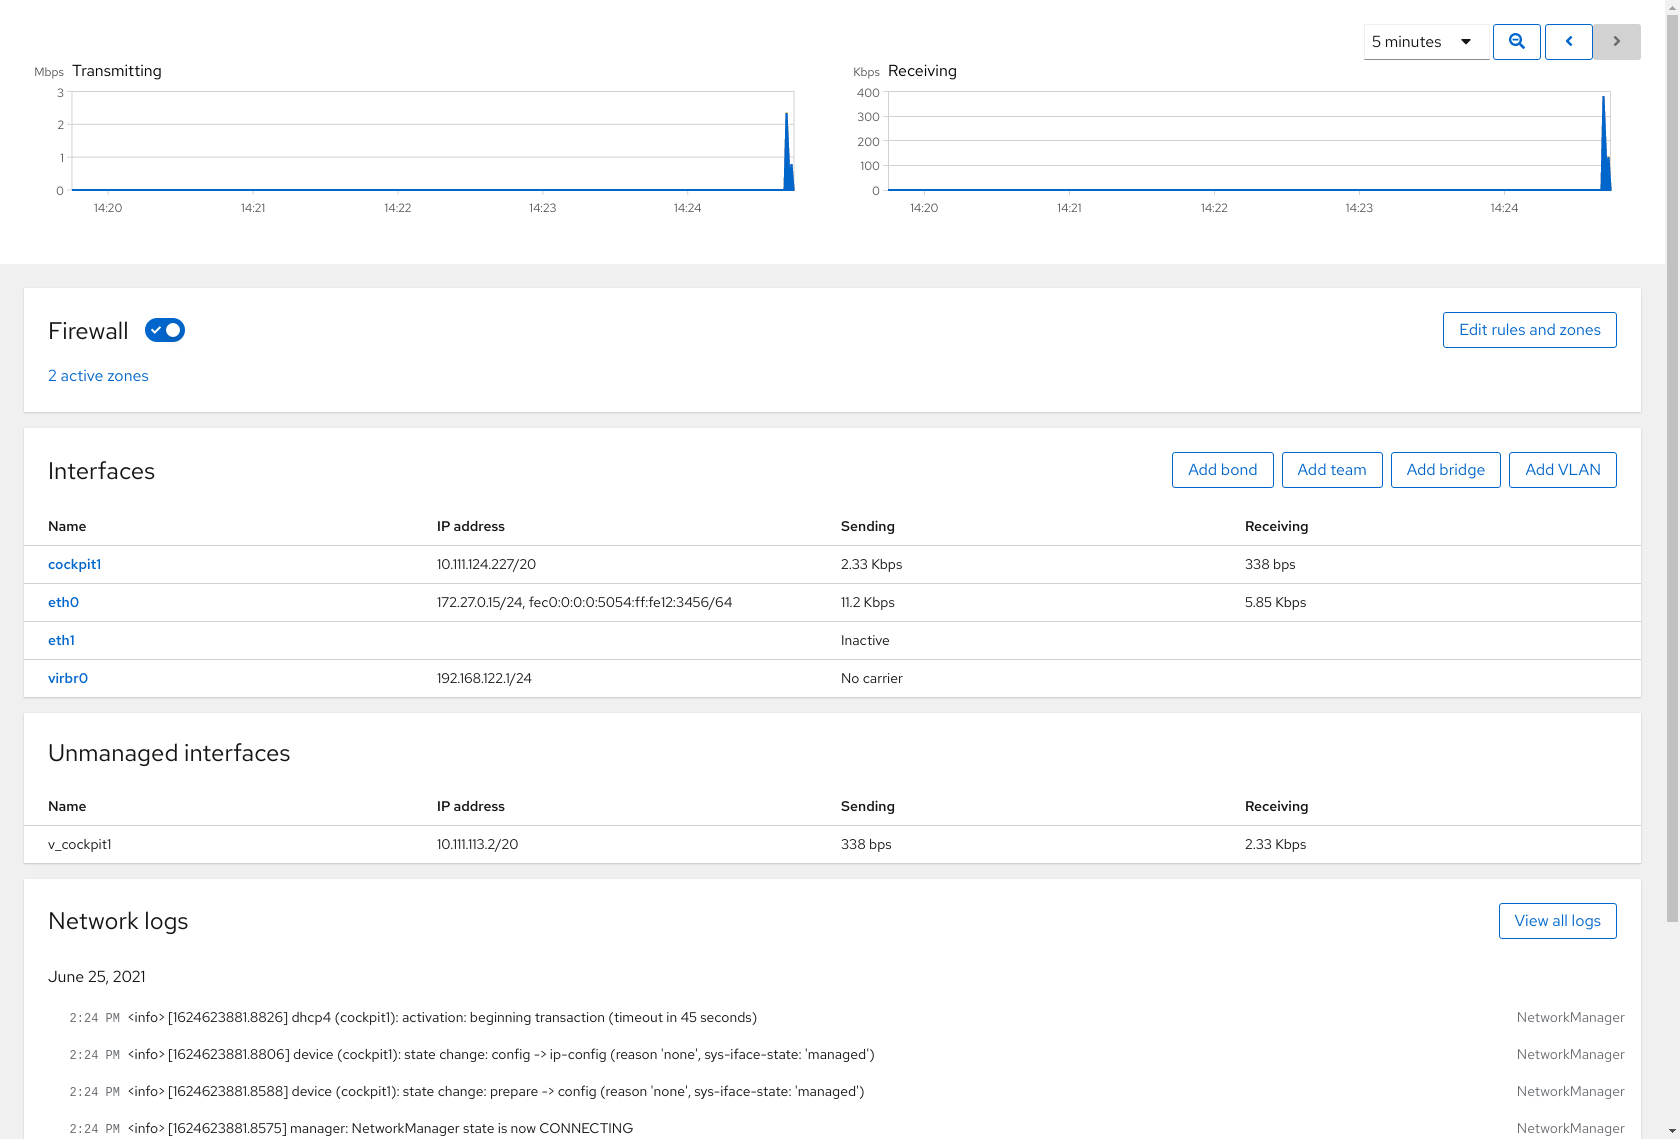 5 minutes
Mbps Transmitting
3
2
1
0
14:20 14:21 14:22 14:23 14:24
Kbps Receiving
400
300
200
100
0
14:20 14:21 14:22 14:23 14:24
Firewall
Edit rules and zones
2 active zones
Interfaces
Add bond Add team Add bridge Add VLAN
Name IP address Sending Receiving
cockpit1 10.111.124.227/20 2.33 Kbps 338 bps
eth0 172.27.0.15/24, fec0:0:0:0:5054:ff:fe12:3456/64 11.2 Kbps 5.85 Kbps
eth1 Inactive
virbr0 192.168.122.1/24 No carrier
Unmanaged interfaces
Name IP address Sending Receiving
v_cockpit1 10.111.113.2/20 338 bps 2.33 Kbps
Network logs
View all logs
June 25, 2021
2:24 PM <info> [1624623881.8826] dhcp4 (cockpit1): activation: beginning transaction (timeout in 45 seconds) NetworkManager
2:24 PM <info> [1624623881.8806] device (cockpit1): state change: config -> ip-config (reason 'none', sys-iface-state: 'managed') NetworkManager
2:24 PM <info> [1624623881.8588] device (cockpit1): state change: prepare -> config (reason 'none', sys-iface-state: 'managed') NetworkManager
2:24 PM <info> [1624623881.8575] manager: NetworkManager state is now CONNECTING NetworkManager